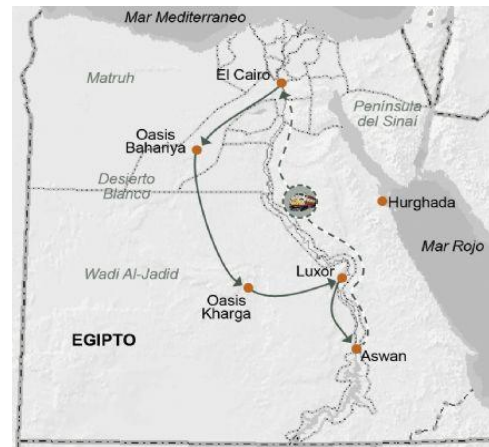 Mar Mediterraneo
El Cairo
Matruh
Península
del Sinaí
Oasis
Bahariya
Desierto
Blanco
Hurghada
Mar Rojo
Wadi Al-Jadid
Luxor
Oasis
Kharga
EGIPTO
Aswan